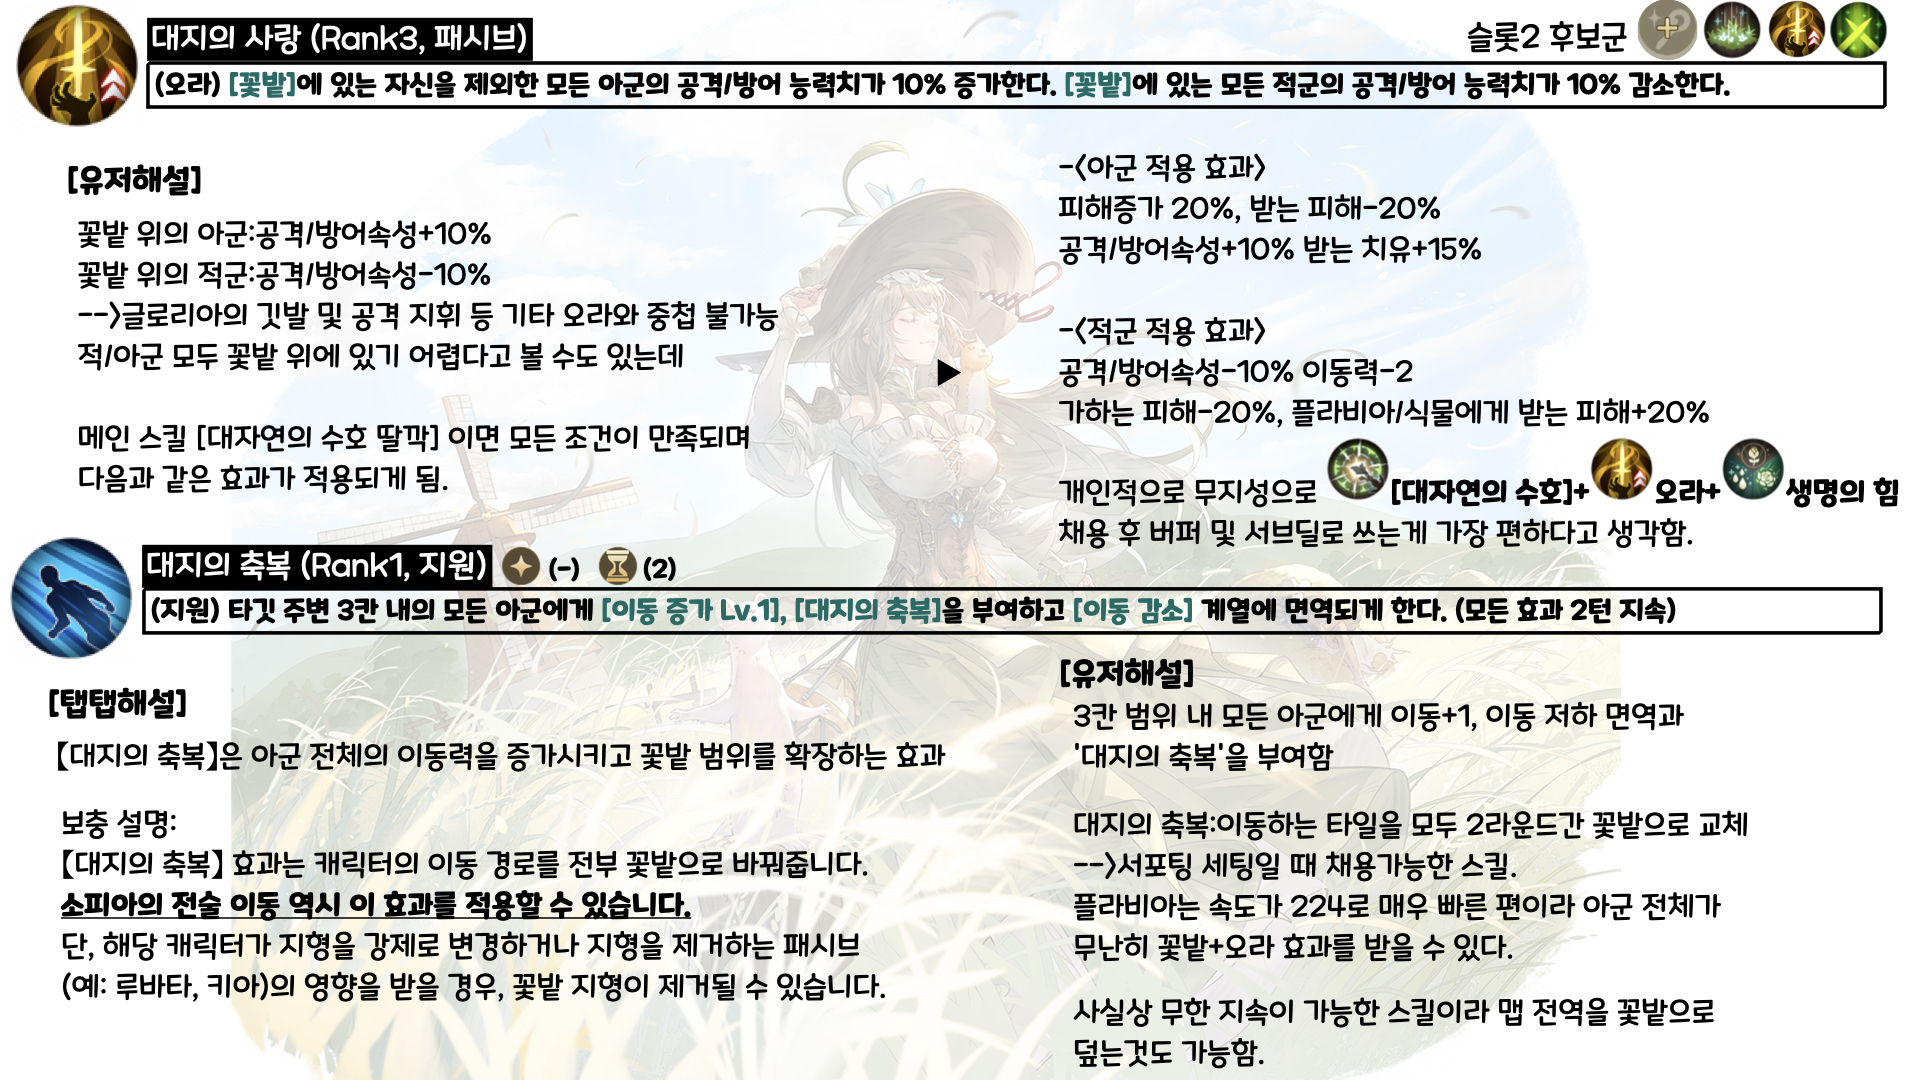 대지의 사랑 (Rank3, 패시브)
슬롯2 후보군
(오라) [꽃밭]에 있는 자신을 제외한 모든 아군의 공격/방어 능력치가 10% 증가한다. [꽃밭]에 있는 모든 적군의 공격/방어 능력치가 10% 감소한다.
[유저해설]
꽃밭 위의 아군:공격/방어속성+10%
꽃밭 위의 적군:공격/방어속성-10%
-->글로리아의 깃발 및 공격 지휘 등 기타 오라와 중첩 불가능
적/아군 모두 꽃밭 위에 있기 어렵다고 볼 수도 있는데
메인 스킬 [대자연의 수호 딸깍] 이면 모든 조건이 만족되며
다음과 같은 효과가 적용되게 됨.
-<아군 적용 효과>
피해증가 20%, 받는 피해-20%
공격/방어속성+10% 받는 치유+15%
-<적군 적용 효과>
공격/방어속성-10% 이동력-2
가하는 피해-20%, 플라비아/식물에게 받는 피해+20%
개인적으로 무지성으로 [대자연의 수호]+ 오라+ 생명의 힘
채용 후 버퍼 및 서브딜로 쓰는게 가장 편하다고 생각함.
대지의 축복 (Rank1, 지원) (-) (2)
(지원) 타깃 주변 3칸 내의 모든 아군에게 [이동 증가 Lv.1], [대지의 축복]을 부여하고 [이동 감소] 계열에 면역되게 한다. (모든 효과 2턴 지속)
[탭탭해설]
【대지의 축복】은 아군 전체의 이동력을 증가시키고 꽃밭 범위를 확장하는 효과
보충 설명:
【대지의 축복】 효과는 캐릭터의 이동 경로를 전부 꽃밭으로 바꿔줍니다.
소피아의 전술 이동 역시 이 효과를 적용할 수 있습니다.
단, 해당 캐릭터가 지형을 강제로 변경하거나 지형을 제거하는 패시브
(예: 루바타, 키아)의 영향을 받을 경우, 꽃밭 지형이 제거될 수 있습니다.
[유저해설]
3칸 범위 내 모든 아군에게 이동+1, 이동 저하 면역과
'대지의 축복'을 부여함
대지의 축복:이동하는 타일을 모두 2라운드간 꽃밭으로 교체
-->서포팅 세팅일 때 채용가능한 스킬.
플라비아는 속도가 224로 매우 빠른 편이라 아군 전체가
무난히 꽃밭+오라 효과를 받을 수 있다.
사실상 무한 지속이 가능한 스킬이라 맵 전역을 꽃밭으로
덮는것도 가능함.